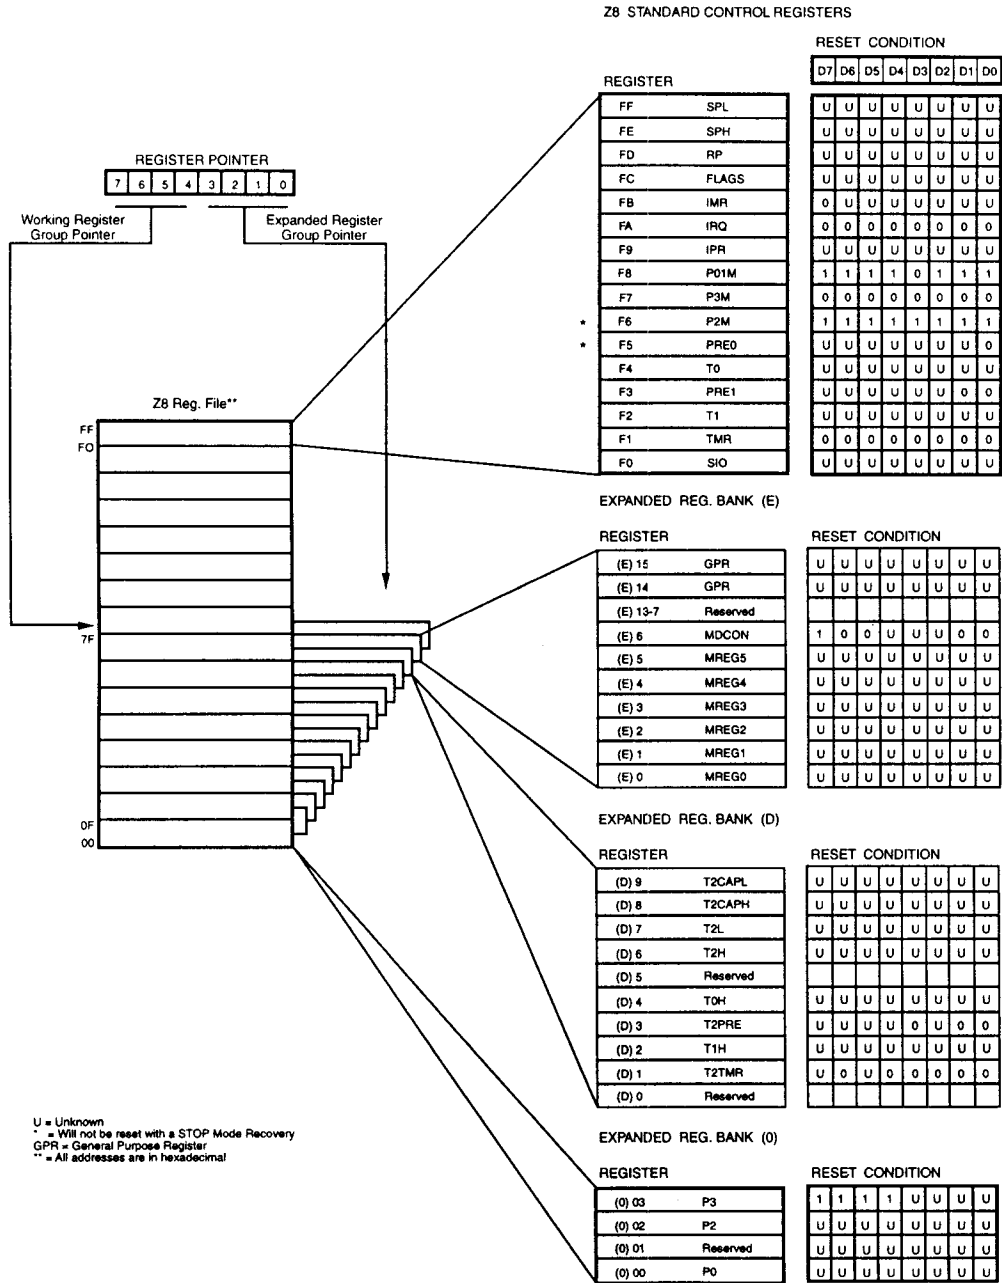 Z8 STANDARD CONTROL REGISTERS
RESET CONDITION
D7 D6 D5 D4 D3 D2 D1 D0
REGISTER
FF SPL U U U U U U U U
FE SPH U U U U U U U U
FD RP U U U U U U U U
FC FLAGS U U U U U U U U
FB IMR 0 U U U U U U U
FA IRQ 0 0 0 0 0 0 0 0
F9 IPR U U U U U U U U
F8 P01M 1 1 1 1 0 1 1 1
F7 P3M 0 0 0 0 0 0 0 0
* F6 P2M 1 1 1 1 1 1 1 1
* F5 PRE0 U U U U U U U 0
F4 T0 U U U U U U U U
F3 PRE1 U U U U U U 0 0
F2 T1 U U U U U U U U
F1 TMR 0 0 0 0 0 0 0 0
F0 SIO U U U U U U U U
REGISTER POINTER
7 6 5 4 3 2 1 0
Working Register
Group Pointer
Expanded Register
Group Pointer
Z8 Reg. File**
FF
F0
7F
0F
00
EXPANDED REG. BANK (E)
REGISTER RESET CONDITION
(E) 15 GPR U U U U U U U U
(E) 14 GPR U U U U U U U U
(E) 13-7 Reserved
(E) 6 MDCON 1 0 0 U U U 0 0
(E) 5 MREG5 U U U U U U U U
(E) 4 MREG4 U U U U U U U U
(E) 3 MREG3 U U U U U U U U
(E) 2 MREG2 U U U U U U U U
(E) 1 MREG1 U U U U U U U U
(E) 0 MREG0 U U U U U U U U
EXPANDED REG. BANK (D)
REGISTER RESET CONDITION
(D) 9 T2CAPL U U U U U U U U
(D) 8 T2CAPH U U U U U U U U
(D) 7 T2L U U U U U U U U
(D) 6 T2H U U U U U U U U
(D) 5 Reserved
(D) 4 T0H U U U U U U U U
(D) 3 T2PRE U U U U 0 U 0 0
(D) 2 T1H U U U U U U U U
(D) 1 T2TMR U 0 U 0 0 0 0 0
(D) 0 Reserved
U = Unknown
* = Will not be reset with a STOP Mode Recovery
GPR = General Purpose Register
** = All addresses are in hexadecimal
EXPANDED REG. BANK (0)
REGISTER RESET CONDITION
(0) 03 P3 1 1 1 1 U U U U
(0) 02 P2 U U U U U U U U
(0) 01 Reserved U U U U U U U U
(0) 00 P0 U U U U U U U U